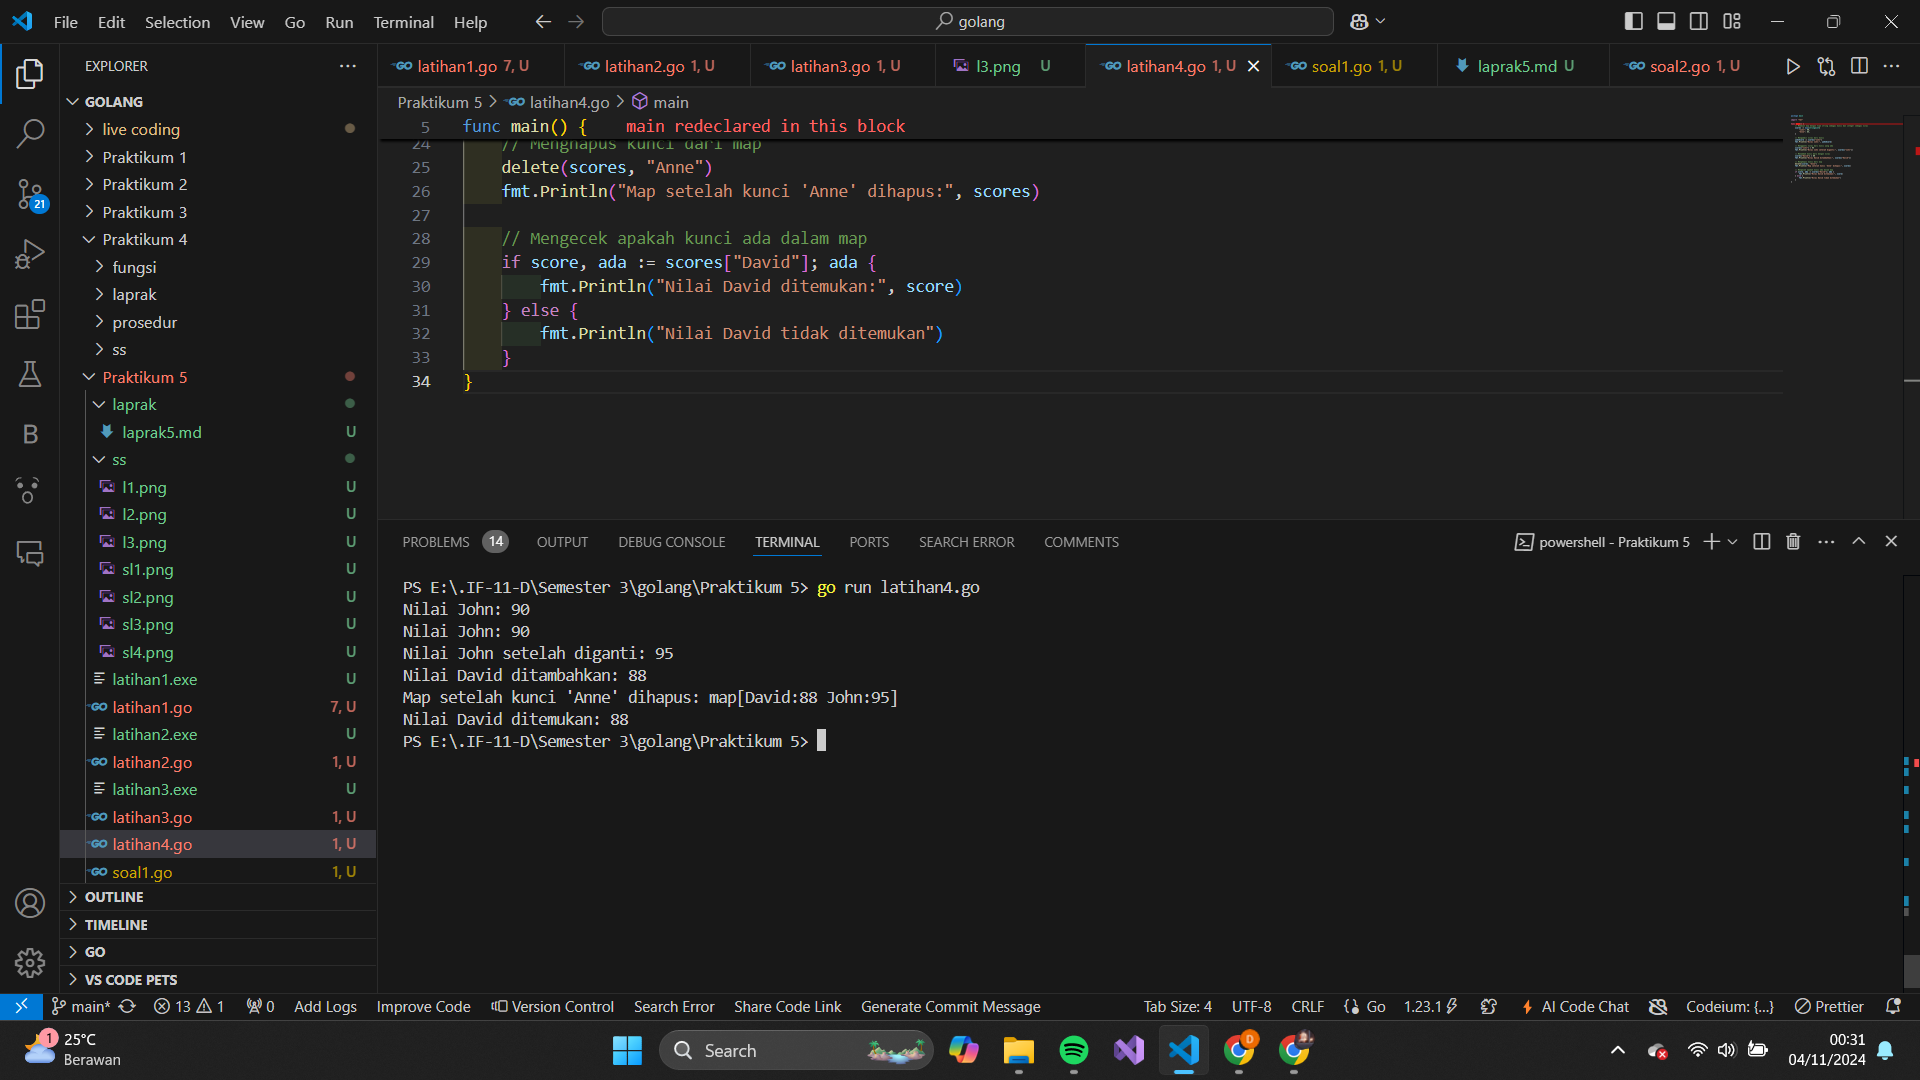 File Edit Selection View Go Run Terminal Help
golang
EXPLORER
GOLANG
live coding
Praktikum 1
Praktikum 2
Praktikum 3
Praktikum 4
fungsi
laprak
prosedur
ss
Praktikum 5
laprak
laprak5.md U
ss
l1.png U
l2.png U
l3.png U
sl1.png U
sl2.png U
sl3.png U
sl4.png U
latihan1.exe U
latihan1.go 7, U
latihan2.exe U
latihan2.go 1, U
latihan3.exe U
latihan3.go 1, U
latihan4.go 1, U
soal1.go 1, U
OUTLINE
TIMELINE
GO
VS CODE PETS
21
latihan1.go 7, U latihan2.go 1, U latihan3.go 1, U l3.png U latihan4.go 1, U soal1.go 1, U laprak5.md U soal2.go 1, U
Praktikum 5 > latihan4.go > main
5 func main() { main redeclared in this block
24 // Menghapus kunci dari map
25 delete(scores, "Anne")
26 fmt.Println("Map setelah kunci 'Anne' dihapus:", scores)
27
28 // Mengecek apakah kunci ada dalam map
29 if score, ada := scores["David"]; ada {
30 fmt.Println("Nilai David ditemukan:", score)
31 } else {
32 fmt.Println("Nilai David tidak ditemukan")
33 }
34 }
PROBLEMS 14 OUTPUT DEBUG CONSOLE TERMINAL PORTS SEARCH ERROR COMMENTS
powershell - Praktikum 5
PS E:\.IF-11-D\Semester 3\golang\Praktikum 5> go run latihan4.go
Nilai John: 90
Nilai John: 90
Nilai John setelah diganti: 95
Nilai David ditambahkan: 88
Map setelah kunci 'Anne' dihapus: map[David:88 John:95]
Nilai David ditemukan: 88
PS E:\.IF-11-D\Semester 3\golang\Praktikum 5>
main* 13 1 0 Add Logs Improve Code Version Control Search Error Share Code Link Generate Commit Message Tab Size: 4 UTF-8 CRLF Go 1.23.1 AI Code Chat Codeium: {...} Prettier
1
25°C
Berawan
Search
D
00:31
04/11/2024